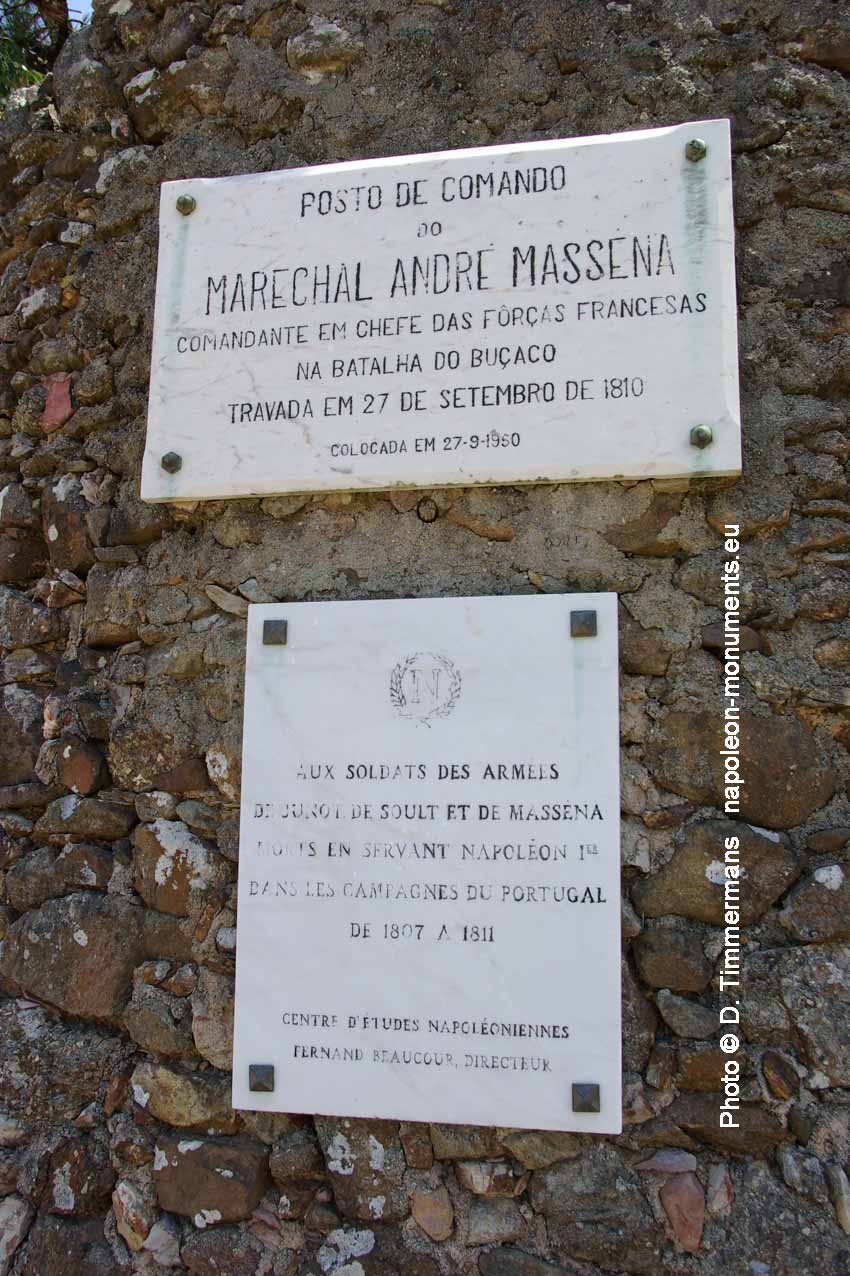 POSTO DE COMANDO
DO
MARECHAL ANDRÉ MASSÉNA
COMANDANTE EM CHEFE DAS FÔRÇAS FRANCESAS
NA BATALHA DO BUÇACO
TRAVADA EM 27 DE SETEMBRO DE 1810
COLOCADA EM 27-9-1960
N
AUX SOLDATS DES ARMÉES
DE JUNOT, DE SOULT ET DE MASSÉNA
MORTS EN SERVANT NAPOLÉON IER
DANS LES CAMPAGNES DU PORTUGAL
DE 1807 A 1811
CENTRE D'ÉTUDES NAPOLÉONIENNES
FERNAND BEAUCOUR, DIRECTEUR
Photo © D. Timmermans napoleon-monuments.eu